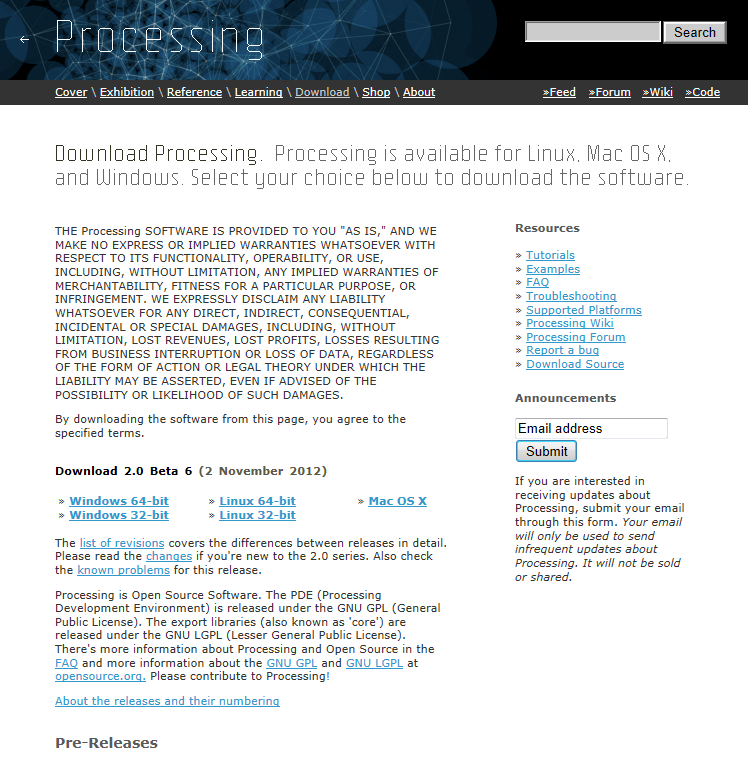 ← Processing
Search
Cover \ Exhibition \ Reference \ Learning \ Download \ Shop \ About
»Feed »Forum »Wiki »Code
Download Processing. Processing is available for Linux, Mac OS X,
and Windows. Select your choice below to download the software.
THE Processing SOFTWARE IS PROVIDED TO YOU "AS IS," AND WE
MAKE NO EXPRESS OR IMPLIED WARRANTIES WHATSOEVER WITH
RESPECT TO ITS FUNCTIONALITY, OPERABILITY, OR USE,
INCLUDING, WITHOUT LIMITATION, ANY IMPLIED WARRANTIES OF
MERCHANTABILITY, FITNESS FOR A PARTICULAR PURPOSE, OR
INFRINGEMENT. WE EXPRESSLY DISCLAIM ANY LIABILITY
WHATSOEVER FOR ANY DIRECT, INDIRECT, CONSEQUENTIAL,
INCIDENTAL OR SPECIAL DAMAGES, INCLUDING, WITHOUT
LIMITATION, LOST REVENUES, LOST PROFITS, LOSSES RESULTING
FROM BUSINESS INTERRUPTION OR LOSS OF DATA, REGARDLESS
OF THE FORM OF ACTION OR LEGAL THEORY UNDER WHICH THE
LIABILITY MAY BE ASSERTED, EVEN IF ADVISED OF THE
POSSIBILITY OR LIKELIHOOD OF SUCH DAMAGES.
By downloading the software from this page, you agree to the
specified terms.
Download 2.0 Beta 6 (2 November 2012)
» Windows 64-bit » Linux 64-bit » Mac OS X
» Windows 32-bit » Linux 32-bit
The list of revisions covers the differences between releases in detail.
Please read the changes if you're new to the 2.0 series. Also check
the known problems for this release.
Processing is Open Source Software. The PDE (Processing
Development Environment) is released under the GNU GPL (General
Public License). The export libraries (also known as 'core') are
released under the GNU LGPL (Lesser General Public License).
There's more information about Processing and Open Source in the
FAQ and more information about the GNU GPL and GNU LGPL at
opensource.org. Please contribute to Processing!
About the releases and their numbering
Pre-Releases
Resources
» Tutorials
» Examples
» FAQ
» Troubleshooting
» Supported Platforms
» Processing Wiki
» Processing Forum
» Report a bug
» Download Source
Announcements
Email address
Submit
If you are interested in
receiving updates about
Processing, submit your email
through this form. Your email
will only be used to send
infrequent updates about
Processing. It will not be sold
or shared.